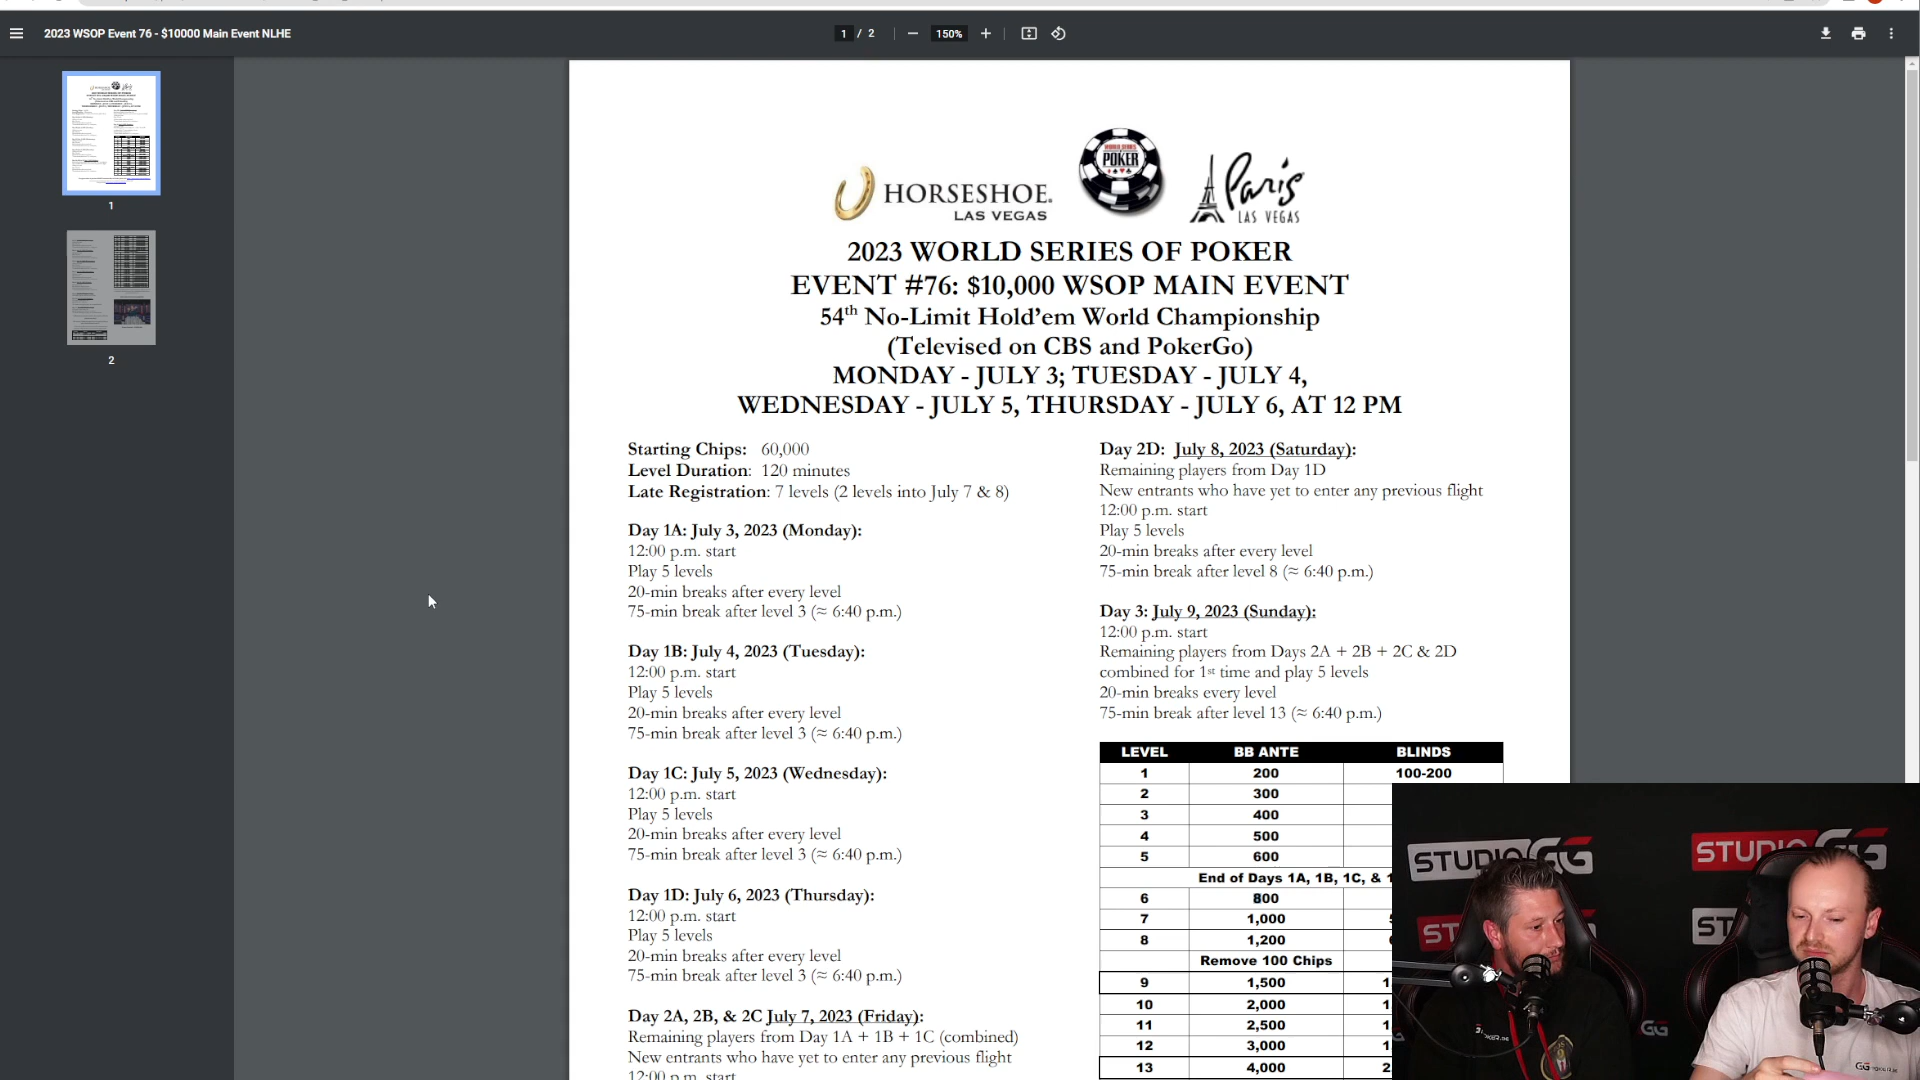 2023 WSOP Event 76 - $10000 Main Event NLHE
1 / 2
150%
1
2
HORSESHOE.
LAS VEGAS
WORLD SERIES
POKER
Paris
LAS VEGAS
2023 WORLD SERIES OF POKER
EVENT #76: $10,000 WSOP MAIN EVENT
54th No-Limit Hold’em World Championship
(Televised on CBS and PokerGo)
MONDAY - JULY 3; TUESDAY - JULY 4,
WEDNESDAY - JULY 5, THURSDAY - JULY 6, AT 12 PM
Starting Chips: 60,000
Level Duration: 120 minutes
Late Registration: 7 levels (2 levels into July 7 & 8)
Day 1A: July 3, 2023 (Monday):
12:00 p.m. start
Play 5 levels
20-min breaks after every level
75-min break after level 3 (≈ 6:40 p.m.)
Day 1B: July 4, 2023 (Tuesday):
12:00 p.m. start
Play 5 levels
20-min breaks after every level
75-min break after level 3 (≈ 6:40 p.m.)
Day 1C: July 5, 2023 (Wednesday):
12:00 p.m. start
Play 5 levels
20-min breaks after every level
75-min break after level 3 (≈ 6:40 p.m.)
Day 1D: July 6, 2023 (Thursday):
12:00 p.m. start
Play 5 levels
20-min breaks after every level
75-min break after level 3 (≈ 6:40 p.m.)
Day 2A, 2B, & 2C July 7, 2023 (Friday):
Remaining players from Day 1A + 1B + 1C (combined)
New entrants who have yet to enter any previous flight
12:00 p.m. start
Day 2D: July 8, 2023 (Saturday):
Remaining players from Day 1D
New entrants who have yet to enter any previous flight
12:00 p.m. start
Play 5 levels
20-min breaks after every level
75-min break after level 8 (≈ 6:40 p.m.)
Day 3: July 9, 2023 (Sunday):
12:00 p.m. start
Remaining players from Days 2A + 2B + 2C & 2D
combined for 1st time and play 5 levels
20-min breaks every level
75-min break after level 13 (≈ 6:40 p.m.)
LEVEL BB ANTE BLINDS
1 200 100-200
2 300
3 400
4 500
5 600
End of Days 1A, 1B, 1C, & 1
6 800
7 1,000
8 1,200
Remove 100 Chips
9 1,500
10 2,000
11 2,500
12 3,000
13 4,000
STUDIO GG
STUDIO GG
ST
ST
GG